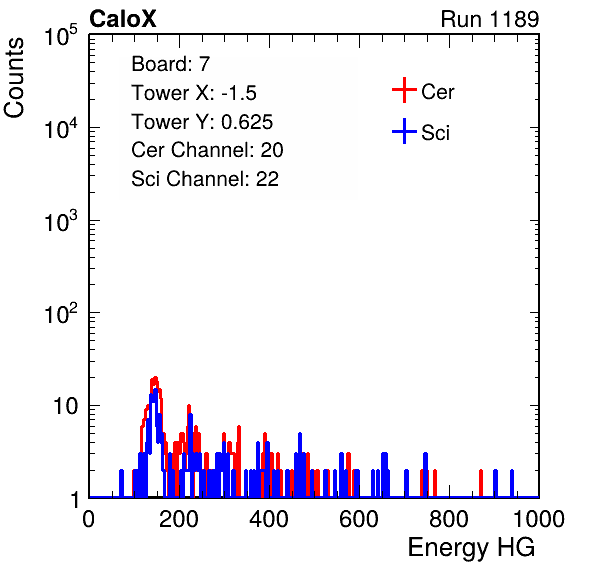 CaloX Run 1189
Counts
Board: 7
Tower X: -1.5
Tower Y: 0.625
Cer Channel: 20
Sci Channel: 22
Cer
Sci
10^5
10^4
10^3
10^2
10
1
0 200 400 600 800 1000
Energy HG